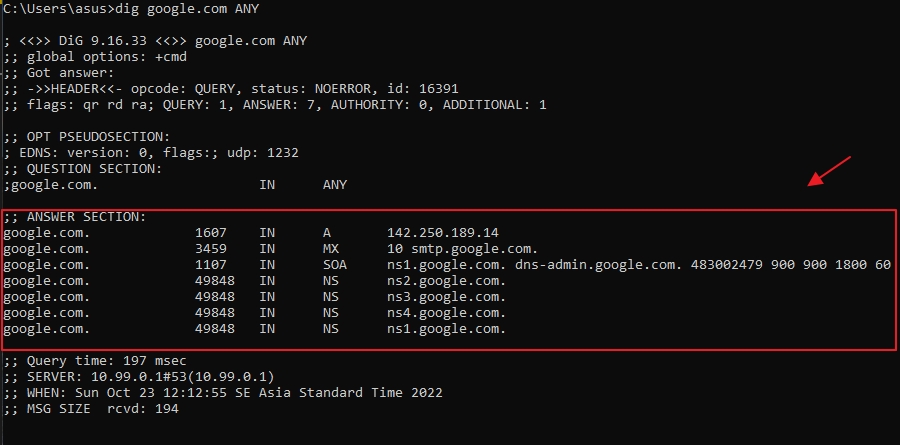 C:\Users\asus>dig google.com ANY
; <<>> DiG 9.16.33 <<>> google.com ANY
;; global options: +cmd
;; Got answer:
;; ->>HEADER<<- opcode: QUERY, status: NOERROR, id: 16391
;; flags: qr rd ra; QUERY: 1, ANSWER: 7, AUTHORITY: 0, ADDITIONAL: 1
;; OPT PSEUDOSECTION:
; EDNS: version: 0, flags:; udp: 1232
;; QUESTION SECTION:
;google.com. IN ANY
;; ANSWER SECTION:
google.com. 1607 IN A 142.250.189.14
google.com. 3459 IN MX 10 smtp.google.com.
google.com. 1107 IN SOA ns1.google.com. dns-admin.google.com. 483002479 900 900 1800 60
google.com. 49848 IN NS ns2.google.com.
google.com. 49848 IN NS ns3.google.com.
google.com. 49848 IN NS ns4.google.com.
google.com. 49848 IN NS ns1.google.com.
;; Query time: 197 msec
;; SERVER: 10.99.0.1#53(10.99.0.1)
;; WHEN: Sun Oct 23 12:12:55 SE Asia Standard Time 2022
;; MSG SIZE rcvd: 194